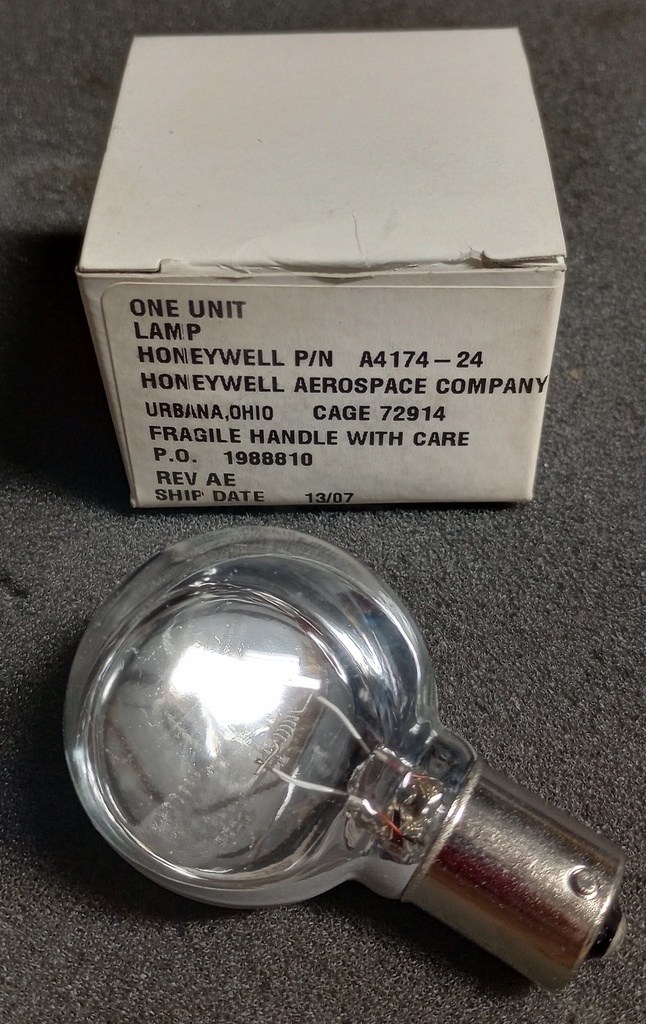 ONE UNIT
LAMP
HONEYWELL P/N A4174-24
HONEYWELL AEROSPACE COMPANY
URBANA,OHIO CAGE 72914
FRAGILE HANDLE WITH CARE
P.O. 1988810
REV AE
SHIP DATE 13/07